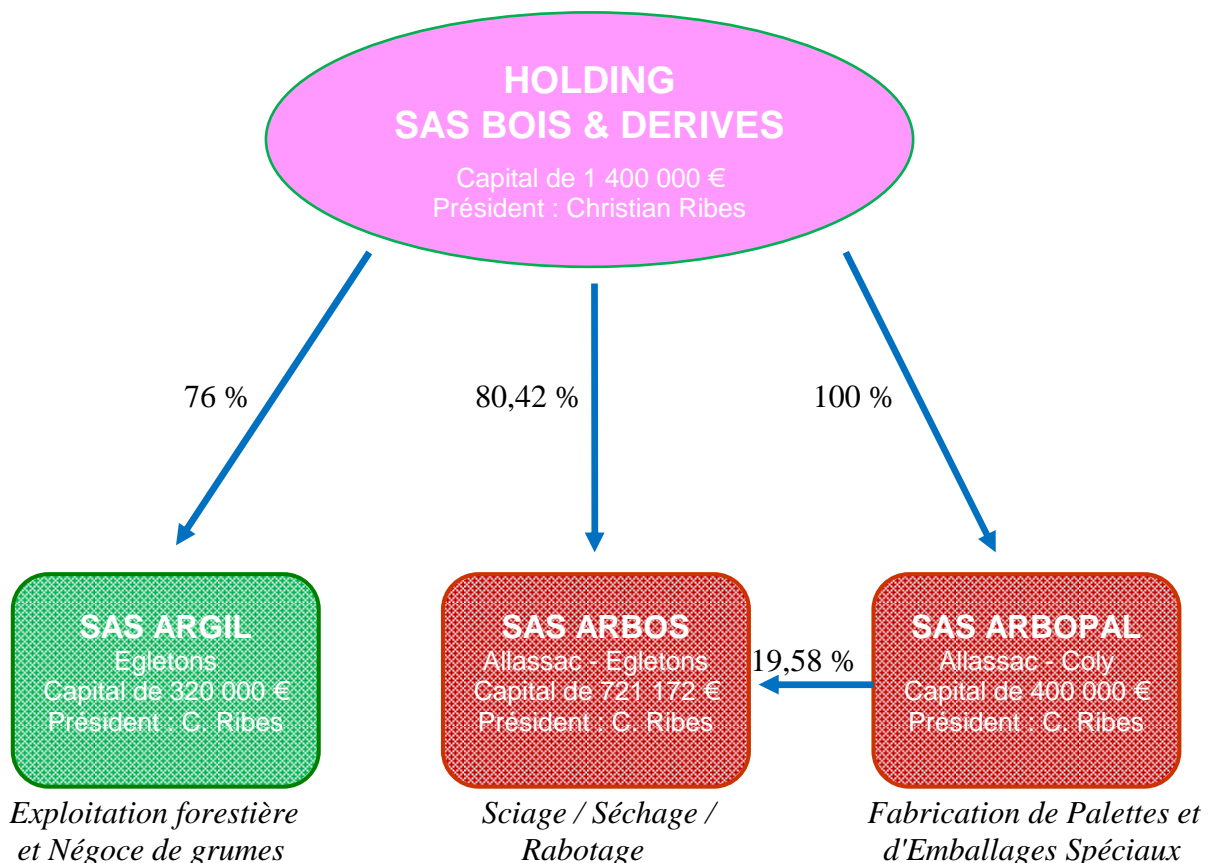 HOLDING
SAS BOIS & DERIVES
Capital de 1 400 000 €
Président : Christian Ribes
76 %
80,42 %
100 %
SAS ARGIL
Egletons
Capital de 320 000 €
Président : C. Ribes
SAS ARBOS
Allassac - Egletons
Capital de 721 172 €
Président : C. Ribes
19,58 %
SAS ARBOPAL
Allassac - Coly
Capital de 400 000 €
Président : C. Ribes
Exploitation forestière
et Négoce de grumes
Sciage / Séchage /
Rabotage
Fabrication de Palettes et
d'Emballages Spéciaux